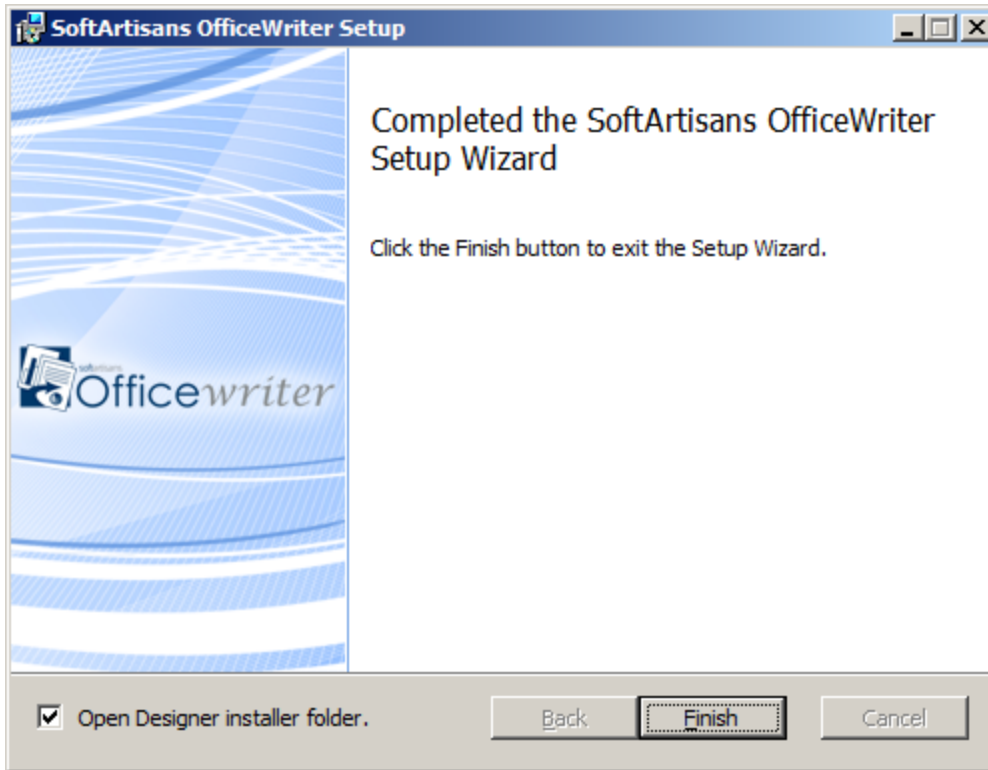 SoftArtisans OfficeWriter Setup
Completed the SoftArtisans OfficeWriter
Setup Wizard
Click the Finish button to exit the Setup Wizard.
softartisans
Officewriter
Open Designer installer folder.
Back
Finish
Cancel